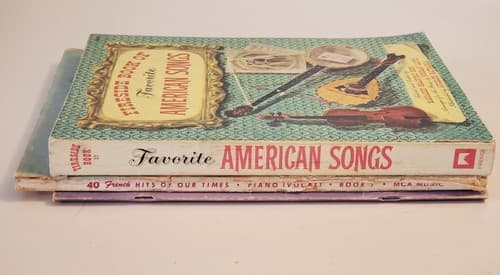 FIRESIDE BOOK OF
Favorite
AMERICAN SONGS
FIRESIDE
BOOK OF
Favorite AMERICAN SONGS
40 French HITS OF OUR TIMES • PIANO/VOCAL • BOOK 1 • MCA MUSIC